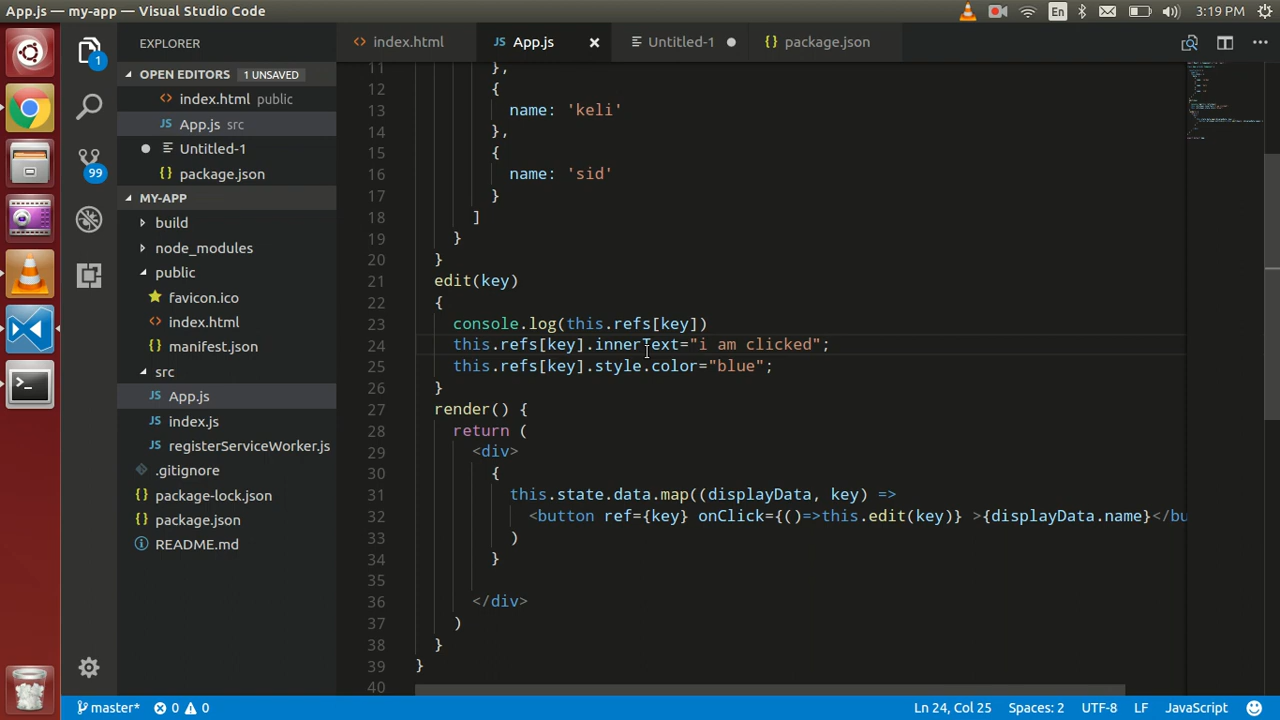 App.js — my-app — Visual Studio Code
En
3:19 PM
EXPLORER
OPEN EDITORS 1 UNSAVED
index.html public
App.js src
Untitled-1
package.json
MY-APP
build
node_modules
public
favicon.ico
index.html
manifest.json
src
App.js
index.js
registerServiceWorker.js
.gitignore
package-lock.json
package.json
README.md
1
99
index.html
App.js
Untitled-1
package.json
11 },
12 {
13 name: 'keli'
14 },
15 {
16 name: 'sid'
17 }
18 ]
19 }
20 }
21 edit(key)
22 {
23 console.log(this.refs[key])
24 this.refs[key].innerText="i am clicked";
25 this.refs[key].style.color="blue";
26 }
27 render() {
28 return (
29 <div>
30 {
31 this.state.data.map((displayData, key) =>
32 <button ref={key} onClick={()=>this.edit(key)} >{displayData.name}</bu
33 )
34 }
35
36 </div>
37 )
38 }
39 }
40
master* 0 0
Ln 24, Col 25 Spaces: 2 UTF-8 LF JavaScript